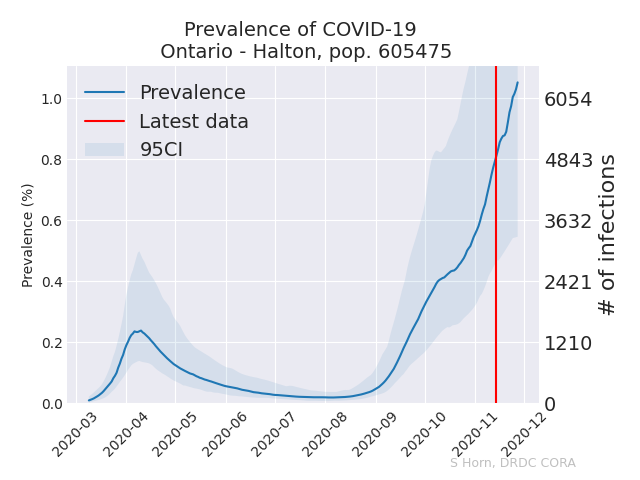 Prevalence of COVID-19
Ontario - Halton, pop. 605475
Prevalence
Latest data
95CI
Prevalence (%)
1.0
0.8
0.6
0.4
0.2
0.0
6054
4843
3632
2421
1210
0
# of infections
2020-03
2020-04
2020-05
2020-06
2020-07
2020-08
2020-09
2020-10
2020-11
2020-12
S Horn, DRDC CORA